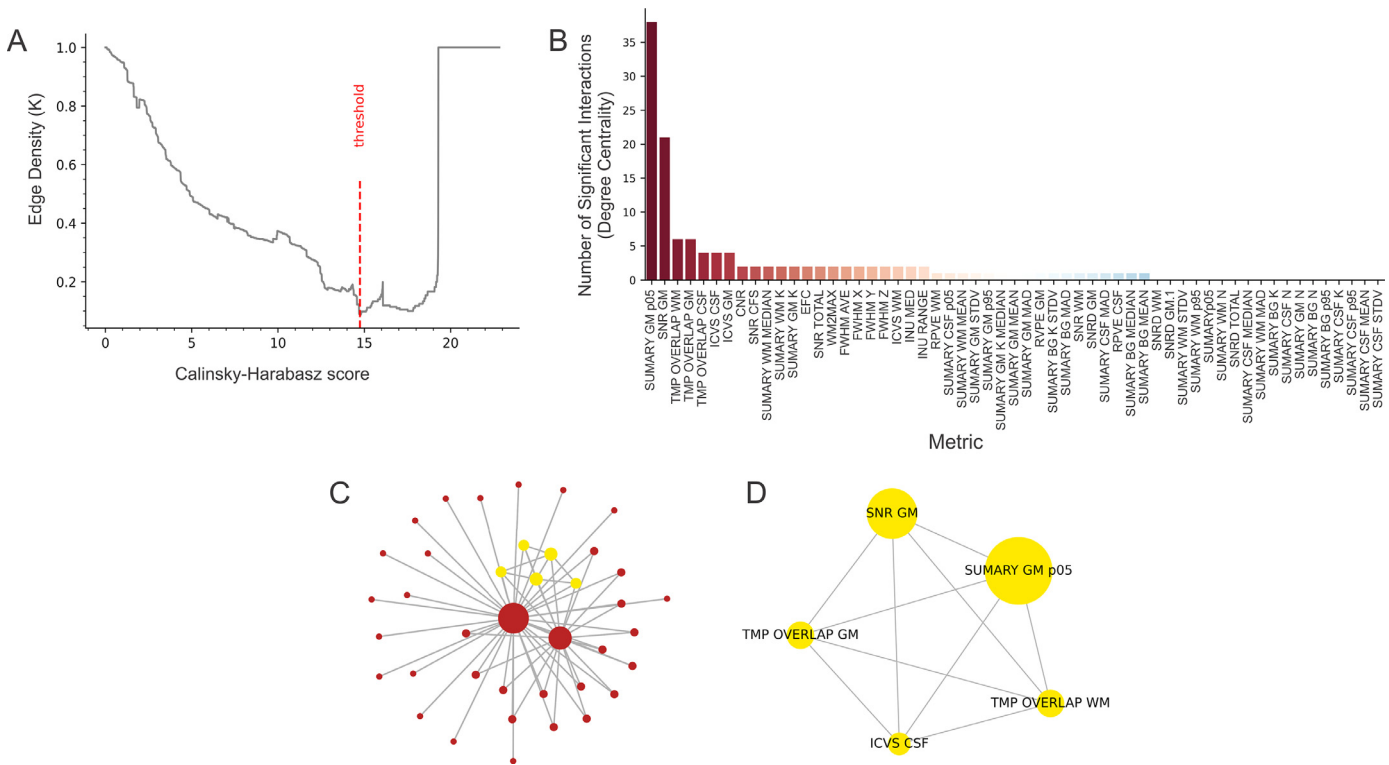 A
1.0
0.8
0.6
0.4
0.2
Edge Density (K)
threshold
0
5
10
15
20
Calinsky-Harabasz score
B
35
30
25
20
15
10
5
0
Number of Significant Interactions
(Degree Centrality)
SUMARY GM p05
SNR GM
TMP OVERLAP WM
TMP OVERLAP GM
TMP OVERLAP CSF
ICVS CSF
ICVS GM
CNR
SNR CFS
SUMARY WM MEDIAN
SUMARY WM K
SUMARY GM K
EFC
SNR TOTAL
WM2MAX
FWHM AVE
FWHM X
FWHM Y
FWHM Z
ICVS WM
INU MED
INU RANGE
RPVE WM
SUMARY CSF p05
SUMARY WM MEAN
SUMARY GM STDV
SUMARY GM p95
SUMARY GM K MEDIAN
SUMARY GM MEAN
SUMARY GM MAD
RVPE GM
SUMARY BG K STDV
SUMARY BG MAD
SNR WM
SNRD GM
SUMARY CSF MAD
RPVE CSF
SUMARY BG MEDIAN
SUMARY BG MEAN
SNRD WM
SNRD GM.1
SUMARY WM STDV
SUMARY WM p95
SUMARYp05
SUMARY WM N
SNRD TOTAL
SUMARY CSF MEDIAN
SUMARY WM MAD
SUMARY BG K
SUMARY CSF N
SUMARY GM N
SUMARY BG N
SUMARY BG p95
SUMARY CSF K
SUMARY CSF p95
SUMARY CSF MEAN
SUMARY CSF STDV
Metric
C
D
SNR GM
SUMARY GM p05
TMP OVERLAP GM
TMP OVERLAP WM
ICVS CSF